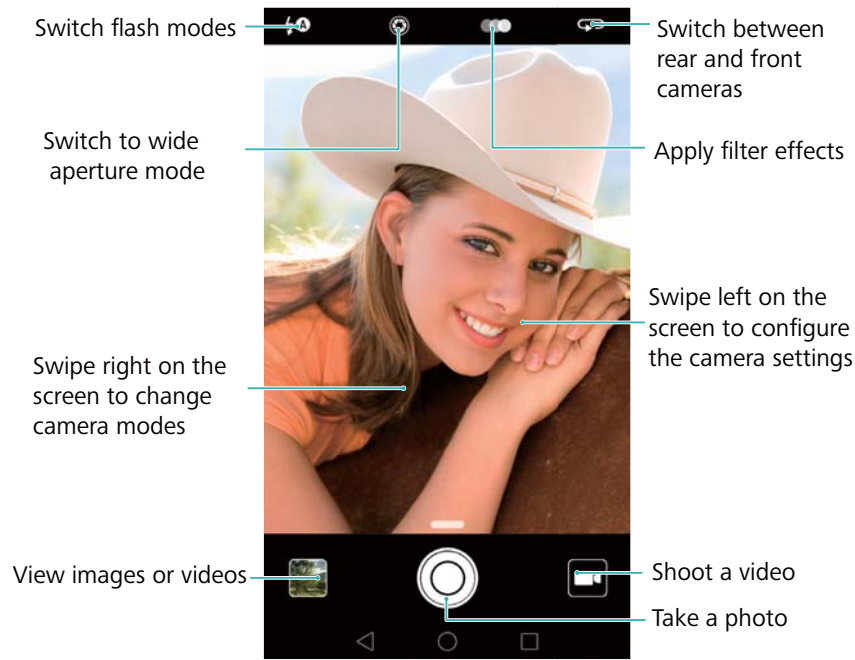 Switch flash modes
A
Switch between
rear and front
cameras
Switch to wide
aperture mode
Apply filter effects
Swipe left on the
screen to configure
the camera settings
Swipe right on the
screen to change
camera modes
View images or videos
Shoot a video
Take a photo